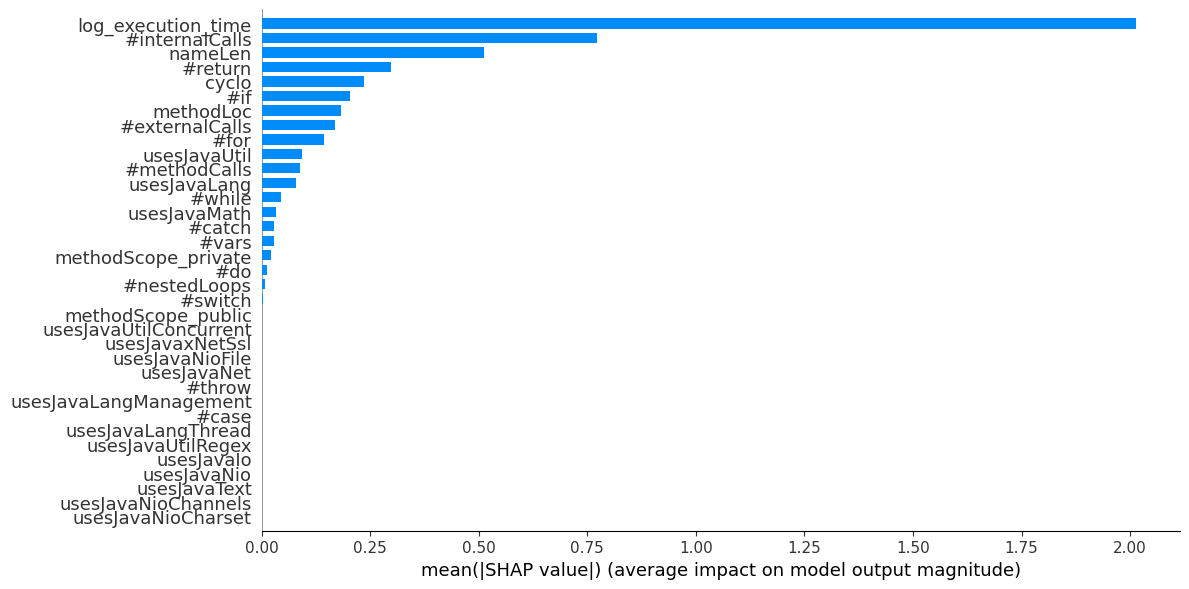 log_execution_time
#internalCalls
nameLen
#return
cyclo
#if
methodLoc
#externalCalls
#for
usesJavaUtil
#methodCalls
usesJavaLang
#while
usesJavaMath
#catch
#vars
methodScope_private
#do
#nestedLoops
#switch
methodScope_public
usesJavaUtilConcurrent
usesJavaxNetSsl
usesJavaNioFile
usesJavaNet
#throw
usesJavaLangManagement
#case
usesJavaLangThread
usesJavaUtilRegex
usesJavaIo
usesJavaNio
usesJavaText
usesJavaNioChannels
usesJavaNioCharset
0.00 0.25 0.50 0.75 1.00 1.25 1.50 1.75 2.00
mean(|SHAP value|) (average impact on model output magnitude)